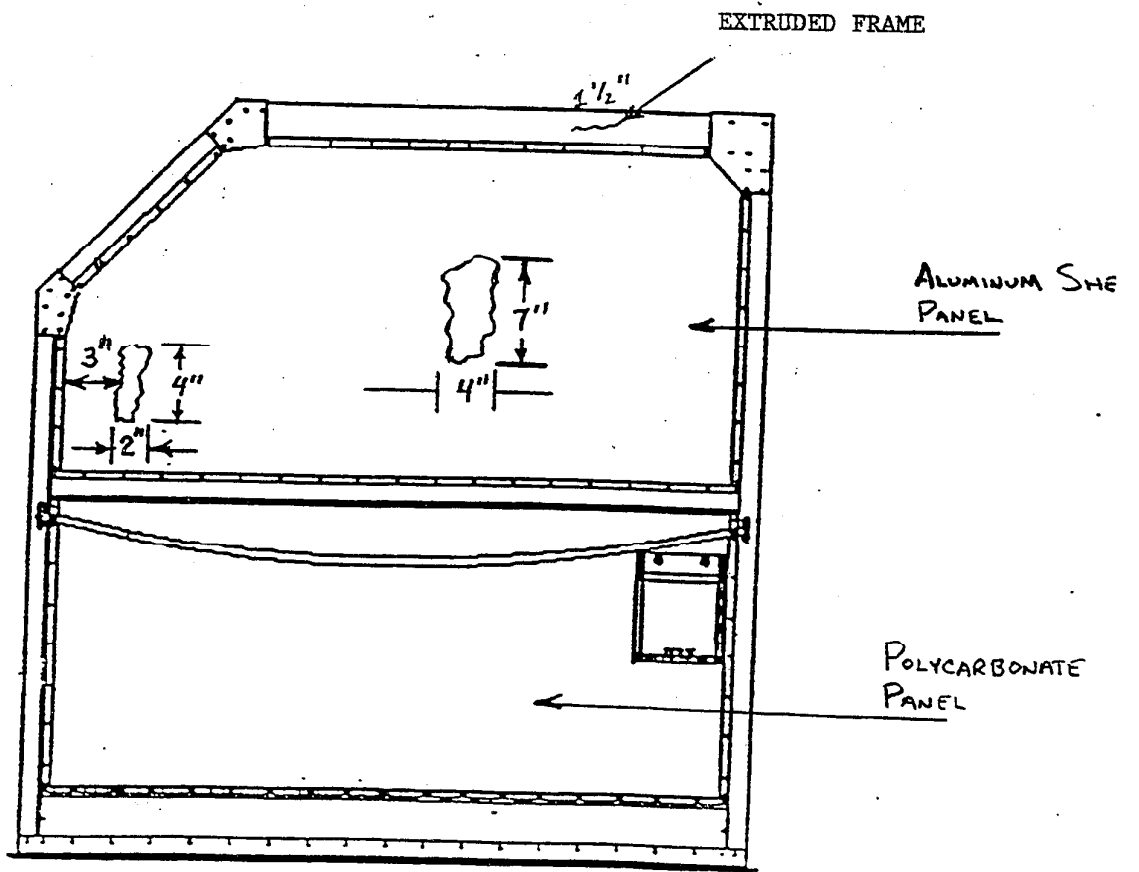 EXTRUDED FRAME
1 1/2"
ALUMINUM SHE
PANEL
7"
3"
4"
4"
2"
POLYCARBONATE
PANEL